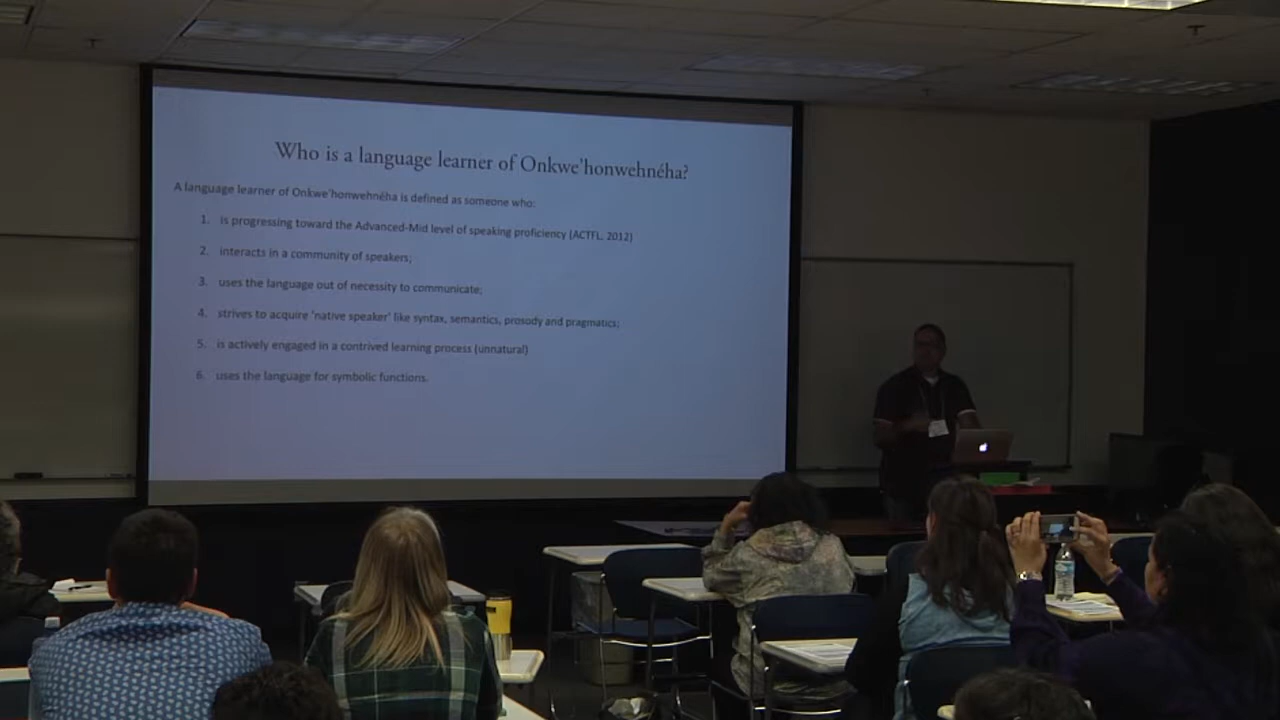 Who is a language learner of Onkwe'honwehnéha?
A language learner of Onkwe'honwehnéha is defined as someone who:
1. is progressing toward the Advanced-Mid level of speaking proficiency (ACTFL, 2012)
2. interacts in a community of speakers;
3. uses the language out of necessity to communicate;
4. strives to acquire 'native speaker' like syntax, semantics, prosody and pragmatics;
5. is actively engaged in a contrived learning process (unnatural)
6. uses the language for symbolic functions.